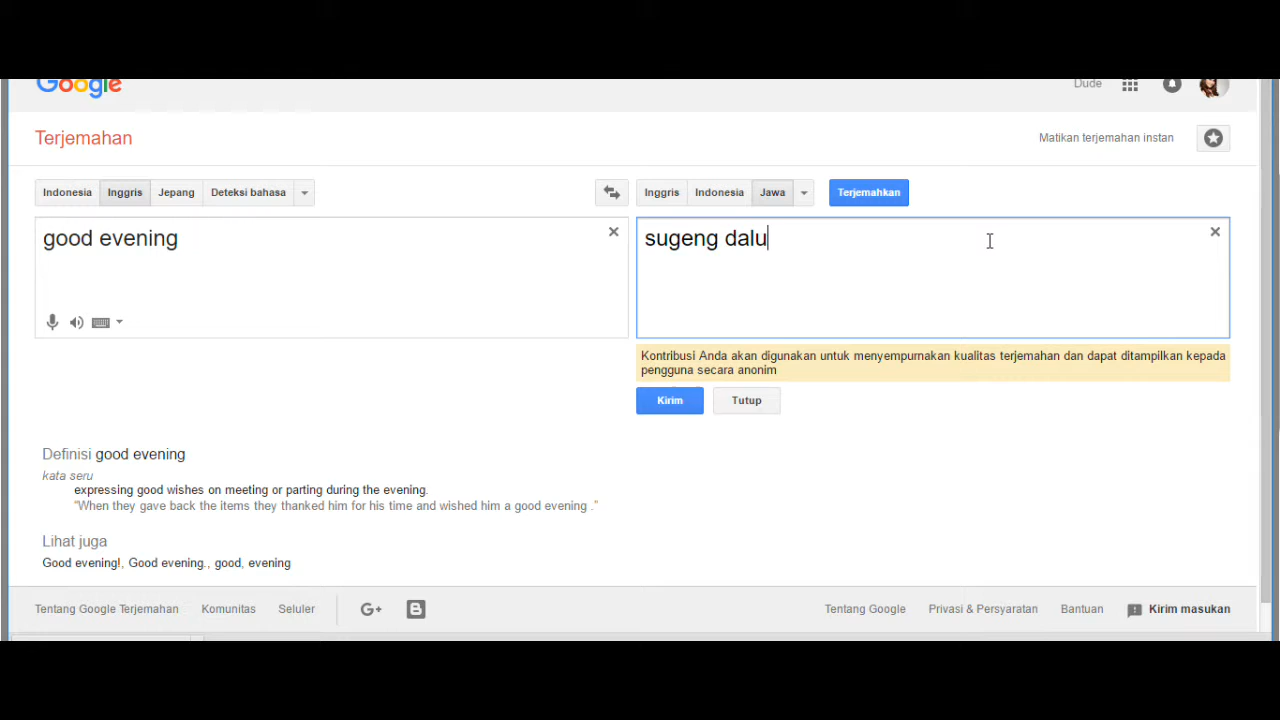 Google
Dude
Terjemahan
Matikan terjemahan instan
Indonesia Inggris Jepang Deteksi bahasa
Inggris Indonesia Jawa Terjemahkan
good evening
sugeng dalu
Kontribusi Anda akan digunakan untuk menyempurnakan kualitas terjemahan dan dapat ditampilkan kepada
pengguna secara anonim
Kirim Tutup
Definisi good evening
kata seru
expressing good wishes on meeting or parting during the evening.
"When they gave back the items they thanked him for his time and wished him a good evening ."
Lihat juga
Good evening!, Good evening., good, evening
Tentang Google Terjemahan Komunitas Seluler G+ B Tentang Google Privasi & Persyaratan Bantuan Kirim masukan